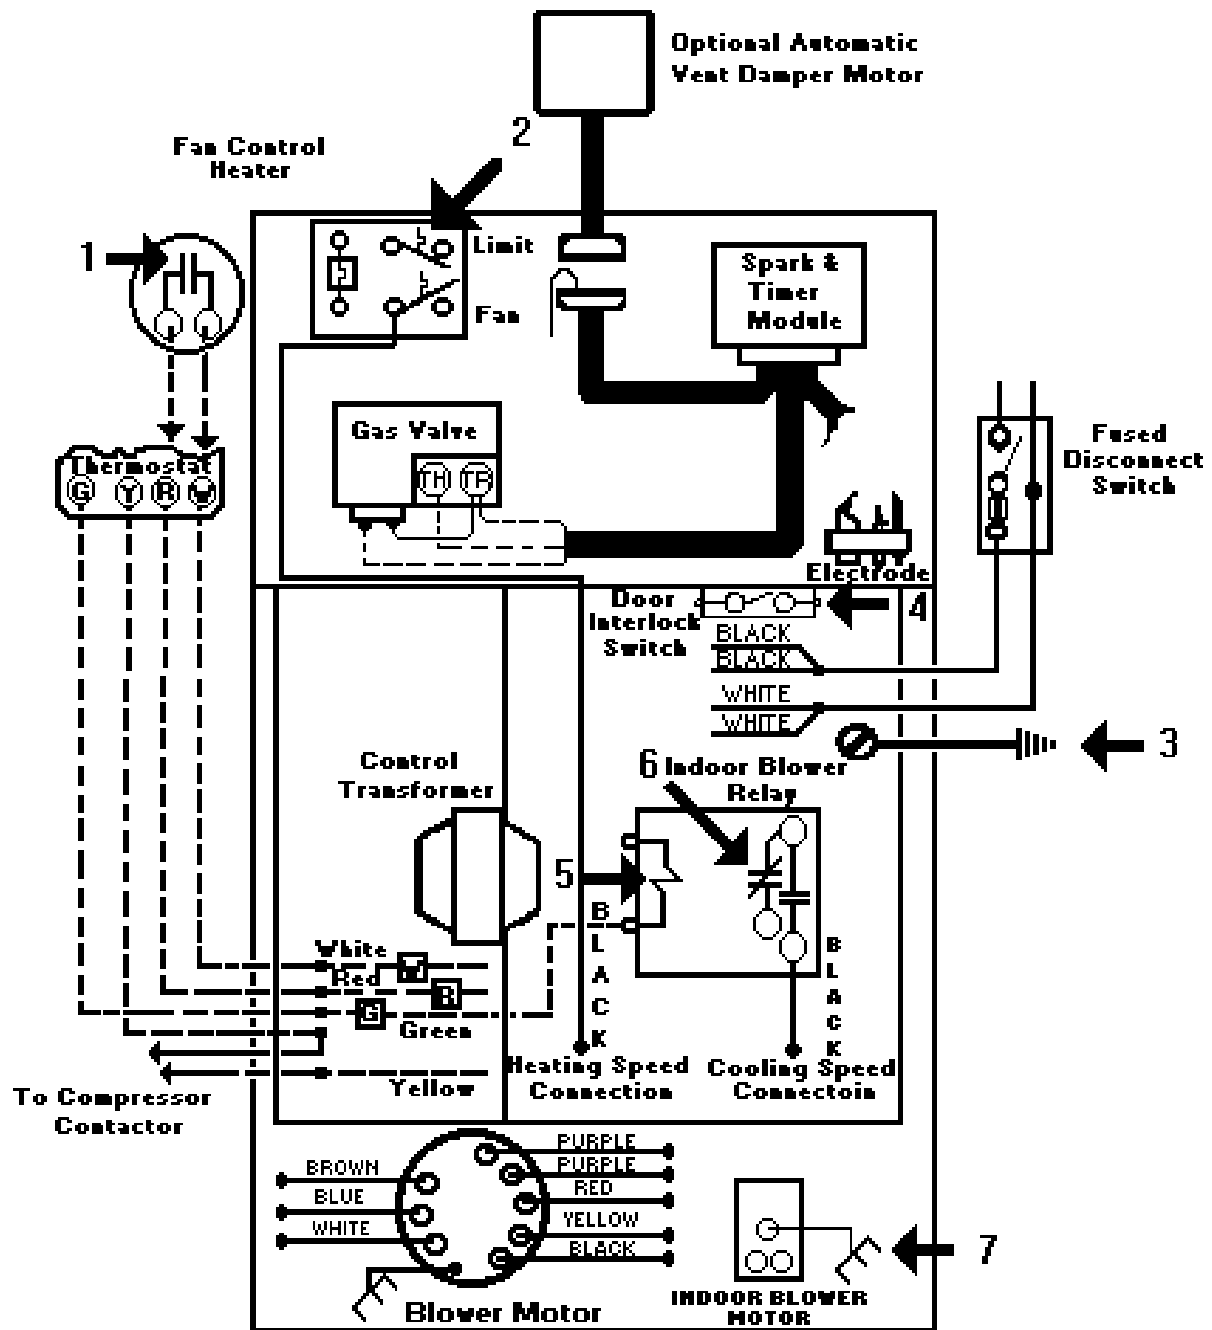 Optional Automatic
Vent Damper Motor
2
Fan Control
Heater
1
Limit
Fan
Spark &
Timer
Module
Gas Valve
TH TR
Thermostat
G Y R W
Fused
Disconnect
Switch
Electrode
Door
Interlock
Switch
4
BLACK
BLACK
WHITE
WHITE
3
Control
Transformer
6 Indoor Blower
Relay
5
BLACK
BLACK
White
W
Red
R
G
Green
Yellow
Heating Speed
Connection
Cooling Speed
Connectoin
To Compressor
Contactor
PURPLE
PURPLE
RED
YELLOW
BLACK
BROWN
BLUE
WHITE
Blower Motor
7
INDOOR BLOWER
MOTOR